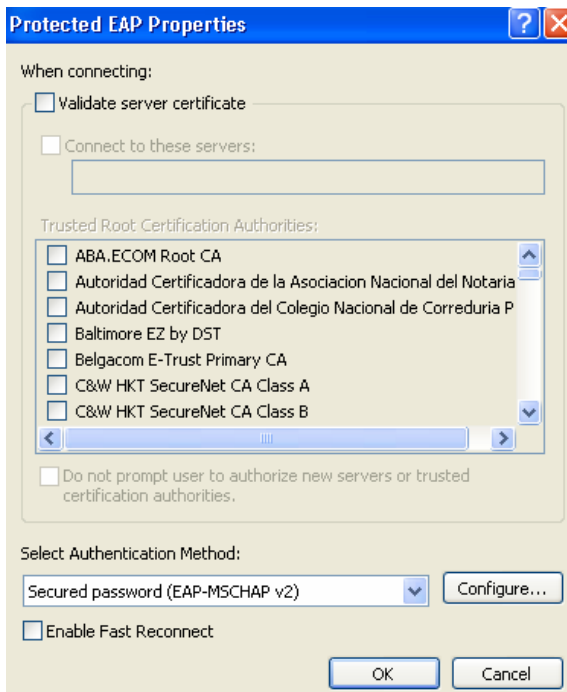 Protected EAP Properties
When connecting:
Validate server certificate
Connect to these servers:
Trusted Root Certification Authorities:
ABA.ECOM Root CA
Autoridad Certificadora de la Asociacion Nacional del Notaria
Autoridad Certificadora del Colegio Nacional de Correduria P
Baltimore EZ by DST
Belgacom E-Trust Primary CA
C&W HKT SecureNet CA Class A
C&W HKT SecureNet CA Class B
Do not prompt user to authorize new servers or trusted
certification authorities.
Select Authentication Method:
Secured password (EAP-MSCHAP v2)
Configure...
Enable Fast Reconnect
OK
Cancel